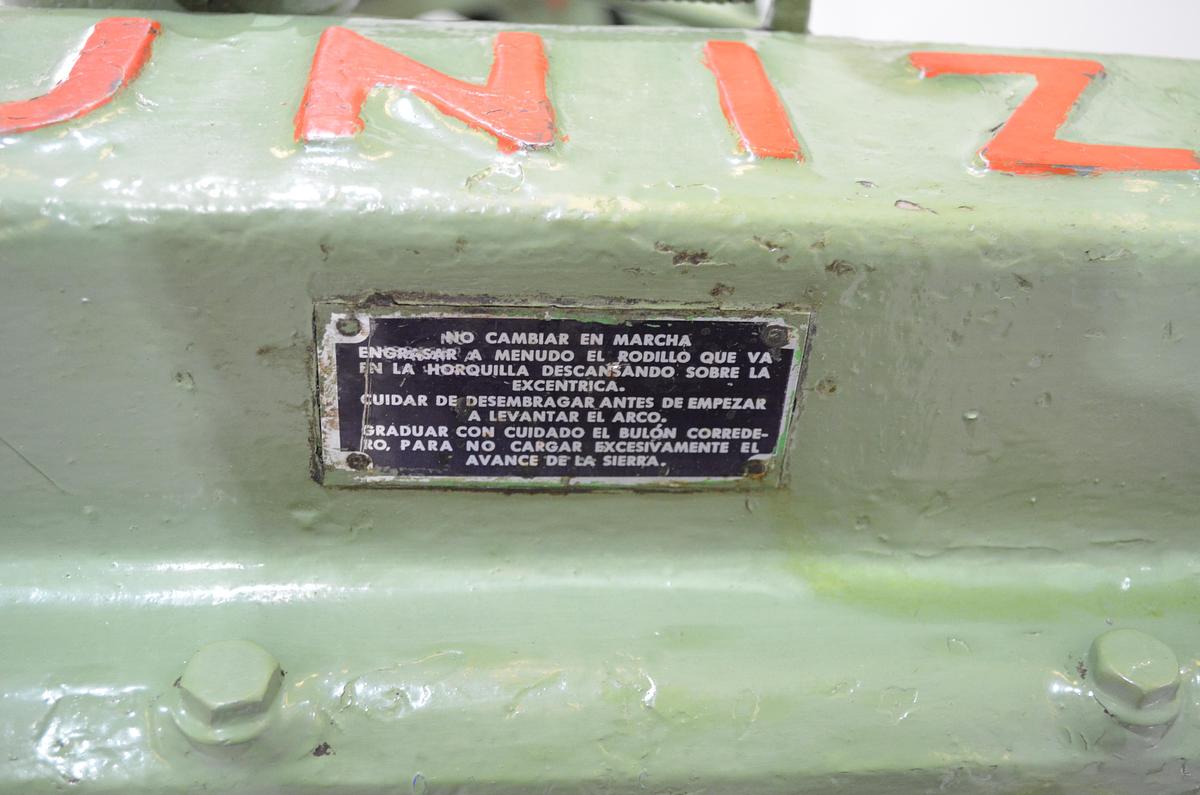 UNIZ
NO CAMBIAR EN MARCHA
ENGRASAR A MENUDO EL RODILLO QUE VA
EN LA HORQUILLA DESCANSANDO SOBRE LA
EXCENTRICA.
CUIDAR DE DESEMBRAGAR ANTES DE EMPEZAR
A LEVANTAR EL ARCO.
GRADUAR CON CUIDADO EL BULÓN CORREDE-
RO, PARA NO CARGAR EXCESIVAMENTE EL
AVANCE DE LA SIERRA.